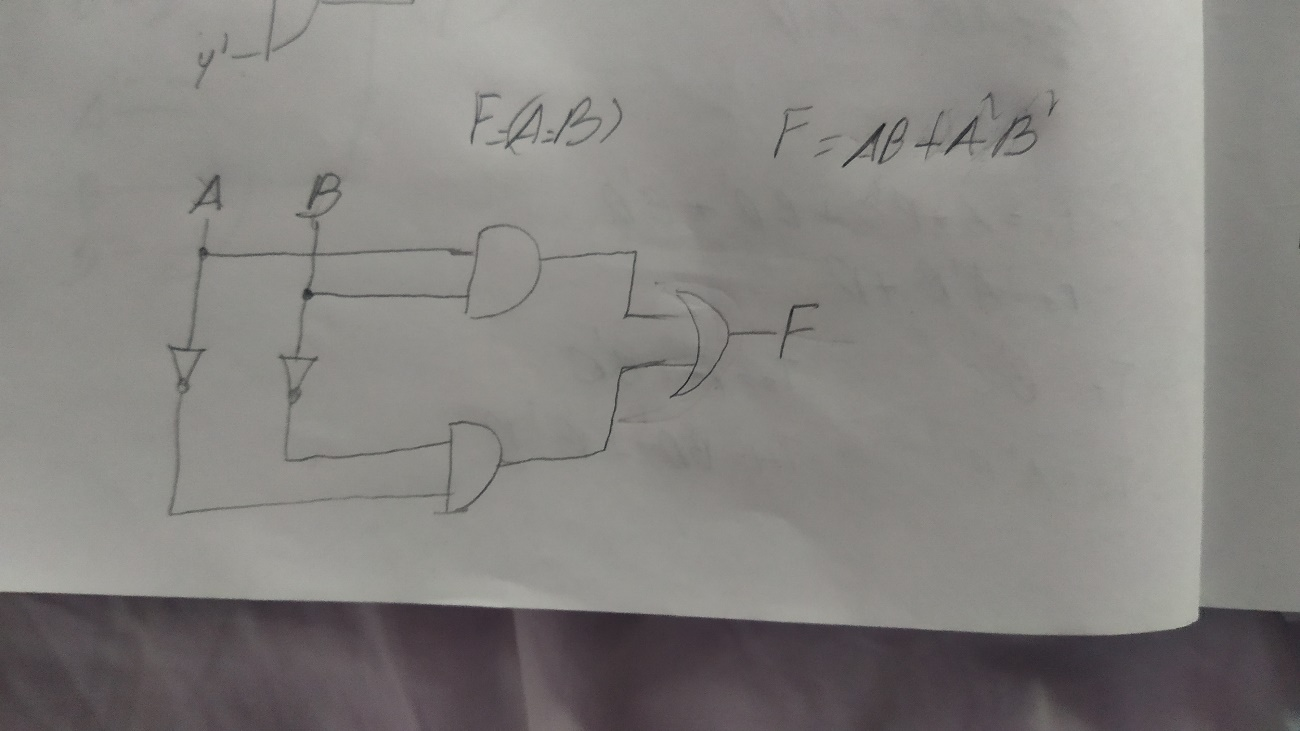 y'
F=(A=B)
F=AB+A'B'
A B
F